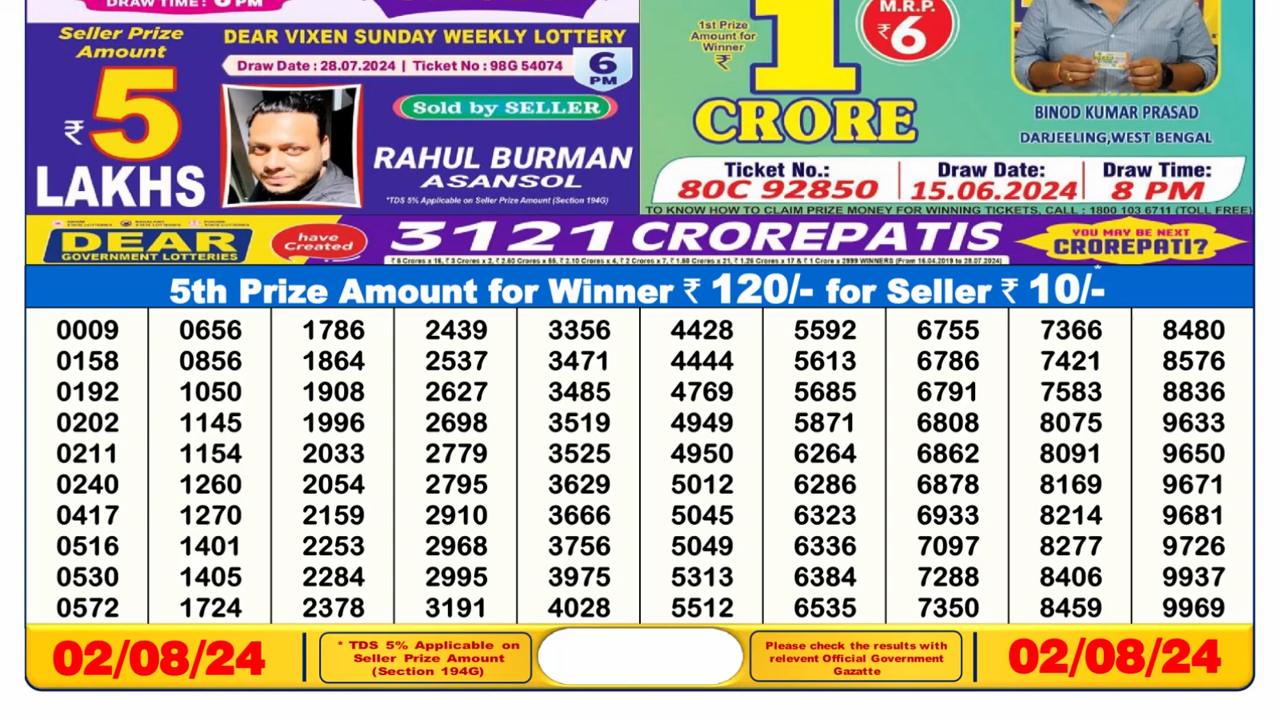 DRAW TIME: 6 PM
Seller Prize
Amount
₹5
LAKHS
DEAR VIXEN SUNDAY WEEKLY LOTTERY
Draw Date : 28.07.2024 | Ticket No : 98G 54074
6
PM
Sold by SELLER
RAHUL BURMAN
ASANSOL
*TDS 5% Applicable on Seller Prize Amount (Section 194G)
1st Prize
Amount for
Winner
₹
1
CRORE
M.R.P.
₹6
BINOD KUMAR PRASAD
DARJEELING,WEST BENGAL
Ticket No.: Draw Date: Draw Time:
80C 92850 15.06.2024 8 PM
TO KNOW HOW TO CLAIM PRIZE MONEY FOR WINNING TICKETS, CALL : 1800 103 6711 (TOLL FREE)
DEAR
GOVERNMENT LOTTERIES
have
Created
3121 CROREPATIS
YOU MAY BE NEXT
CROREPATI?
5th Prize Amount for Winner ₹ 120/- for Seller ₹ 10/-*
0009 0656 1786 2439 3356 4428 5592 6755 7366 8480
0158 0856 1864 2537 3471 4444 5613 6786 7421 8576
0192 1050 1908 2627 3485 4769 5685 6791 7583 8836
0202 1145 1996 2698 3519 4949 5871 6808 8075 9633
0211 1154 2033 2779 3525 4950 6264 6862 8091 9650
0240 1260 2054 2795 3629 5012 6286 6878 8169 9671
0417 1270 2159 2910 3666 5045 6323 6933 8214 9681
0516 1401 2253 2968 3756 5049 6336 7097 8277 9726
0530 1405 2284 2995 3975 5313 6384 7288 8406 9937
0572 1724 2378 3191 4028 5512 6535 7350 8459 9969
02/08/24
* TDS 5% Applicable on
Seller Prize Amount
(Section 194G)
Please check the results with
relevent Official Government
Gazatte
02/08/24